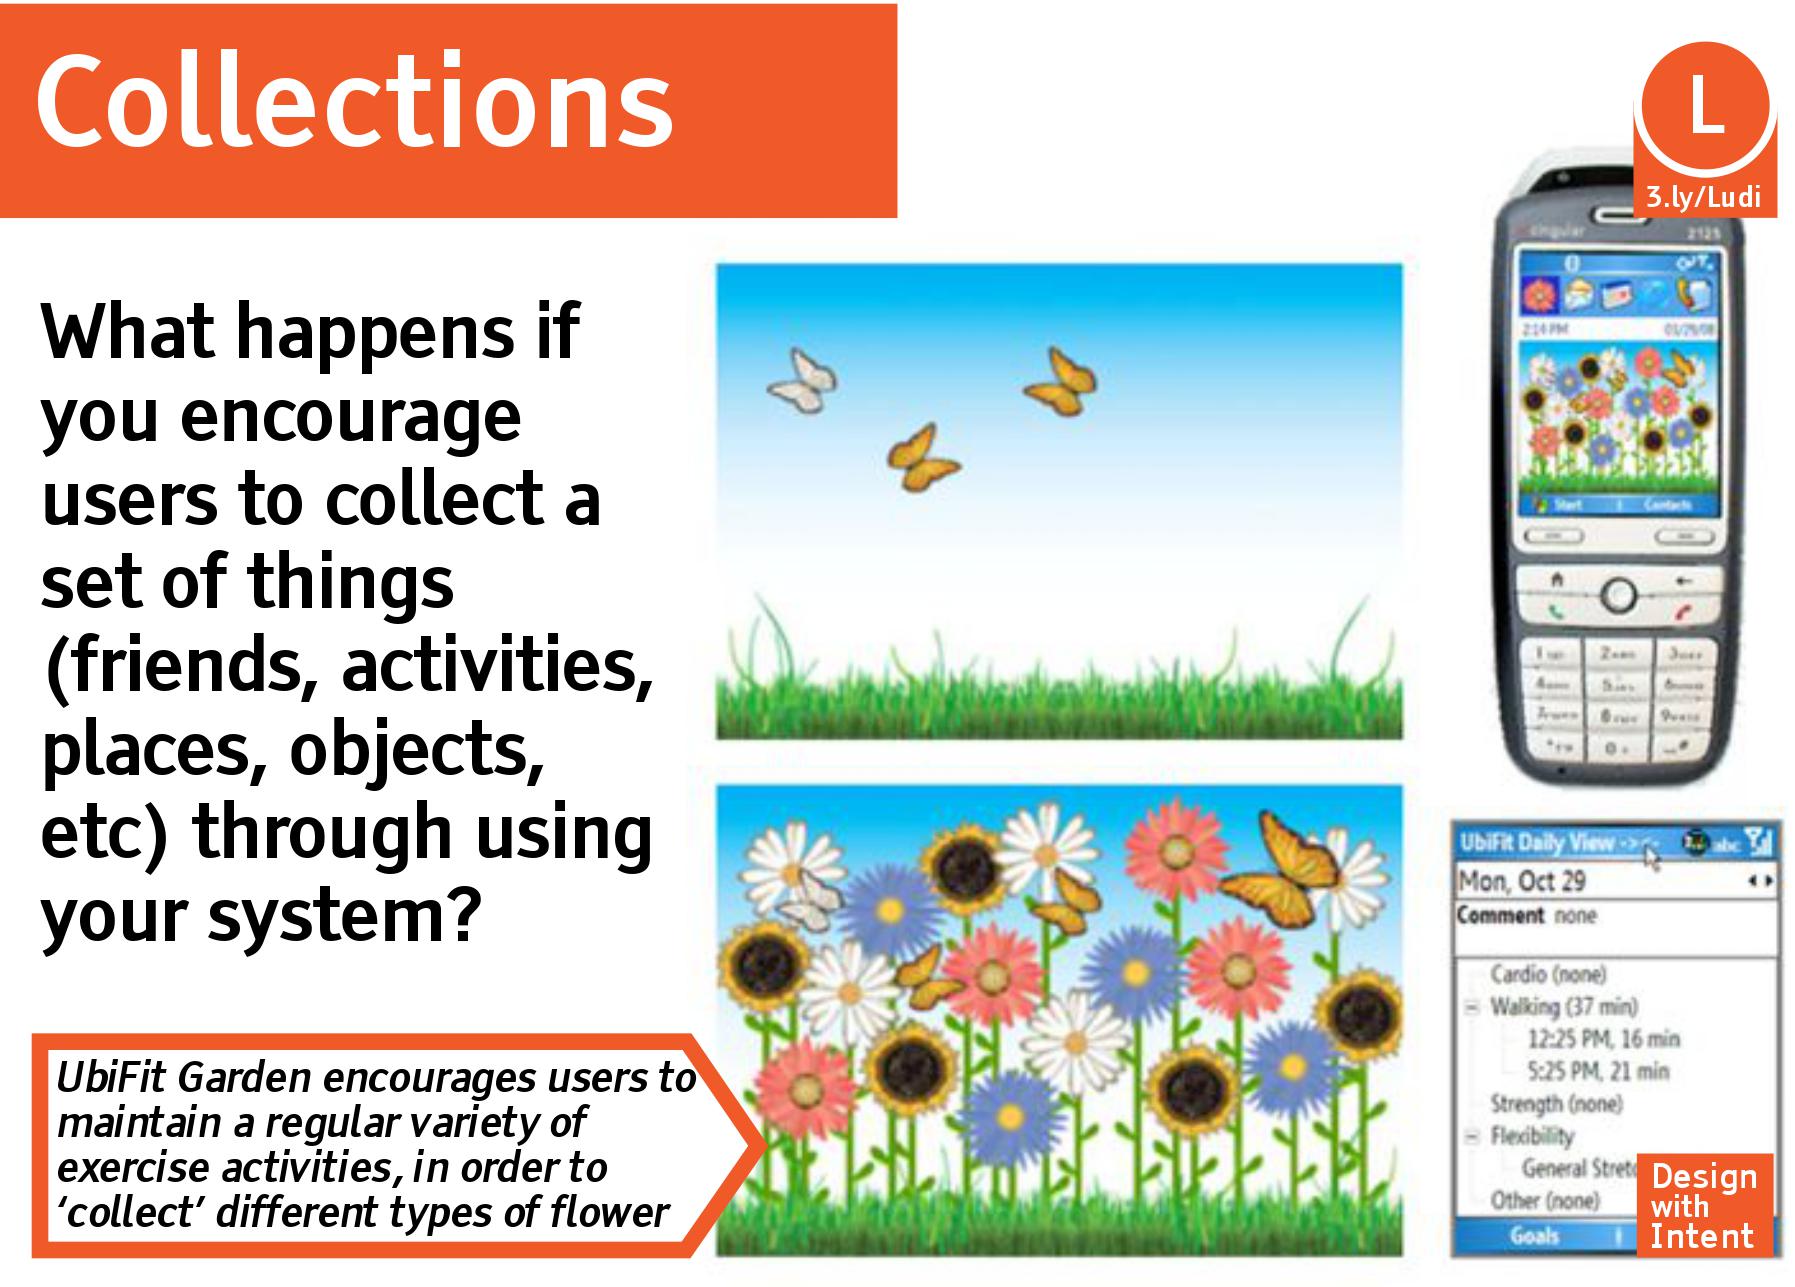 Collections
L
3.ly/Ludi
What happens if
you encourage
users to collect a
set of things
(friends, activities,
places, objects,
etc) through using
your system?
UbiFit Garden encourages users to
maintain a regular variety of
exercise activities, in order to
‘collect’ different types of flower
cingular 2125
2:14 PM 01/29/08
Start Contacts
UbiFit Daily View -> abc
Mon, Oct 29
Comment none
Cardio (none)
Walking (37 min)
12:25 PM, 16 min
5:25 PM, 21 min
Strength (none)
Flexibility
General
Other (none)
Goals
Design
with
Intent